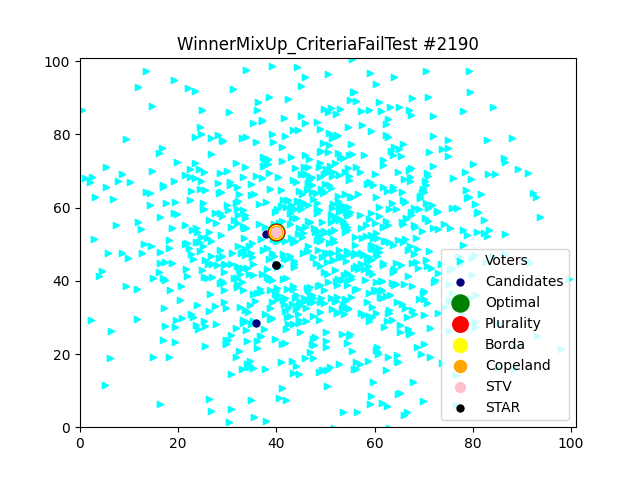 WinnerMixUp_CriteriaFailTest #2190
100
80
60
40
20
0
0 20 40 60 80 100
Voters
Candidates
Optimal
Plurality
Borda
Copeland
STV
STAR